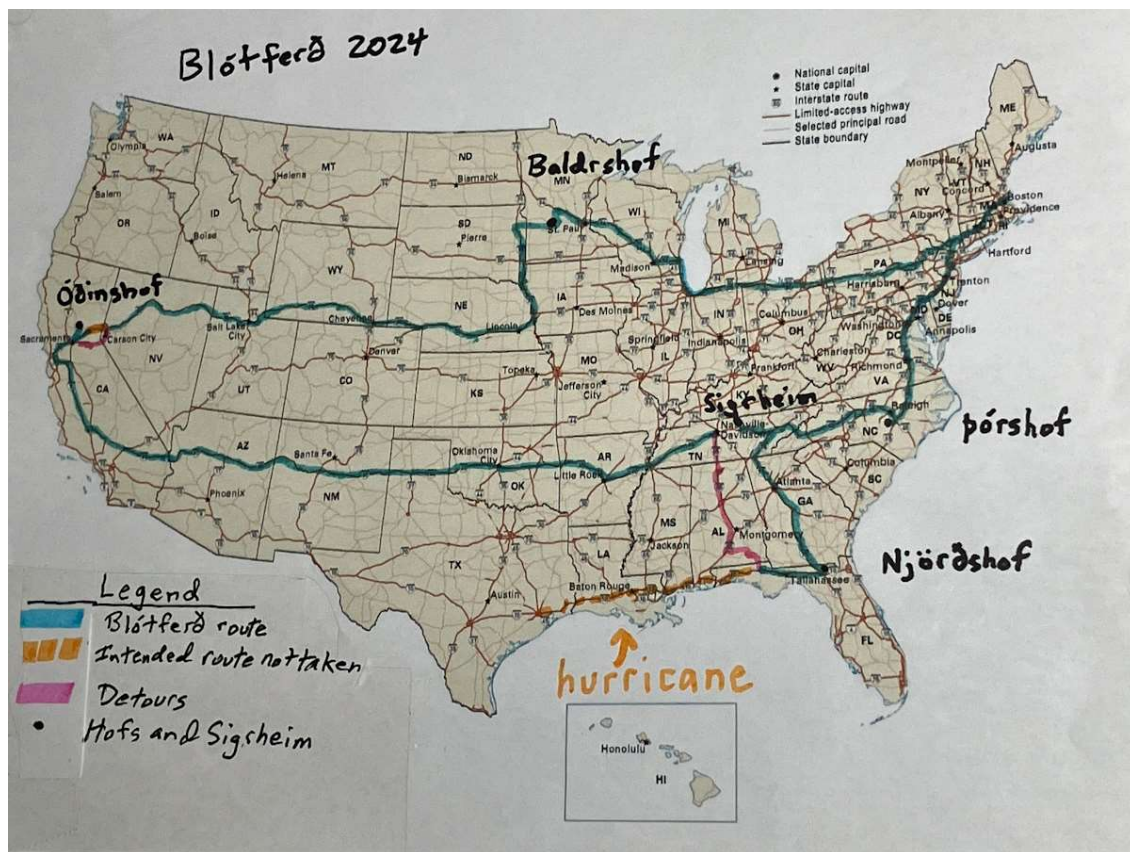 Blótferð 2024
National capital
State capital
Interstate route
Limited-access highway
Selected principal road
State boundary
WA
Olympia
MT
ND
Baldrshof
MN
ME
Augusta
Montpelier
NH
VT
Concord
NY
Helena
Bismarck
Salem
OR
ID
Boise
SD
Pierre
St. Paul
WI
MI
Albany
MA
Boston
Providence
RI
Hartford
Óðinshof
WY
Madison
Lansing
PA
Harrisburg
Trenton
NJ
Dover
DE
NE
IA
Des Moines
Salt Lake
City
Cheyenne
Lincoln
IN
Columbus
OH
Washington
DC
Annapolis
Sacramento
Carson City
NV
Springfield
IL
Indianapolis
Charleston
WV
Richmond
VA
Frankfort
Denver
UT
CO
Topeka
KS
MO
Jefferson
City
KY
Sigrheim
CA
Nashville-
Davidson
Raleigh
NC
þórshof
AZ
Santa Fe
Oklahoma
City
AR
TN
Little Rock
Columbia
SC
Atlanta
GA
Phoenix
NM
OK
MS
AL
Montgomery
Jackson
TX
LA
Njörðshof
Tallahassee
Baton Rouge
Austin
FL
Legend
Blótferð route
Intended route not taken
Detours
Hofs and Sigrheim
hurricane
Honolulu
HI